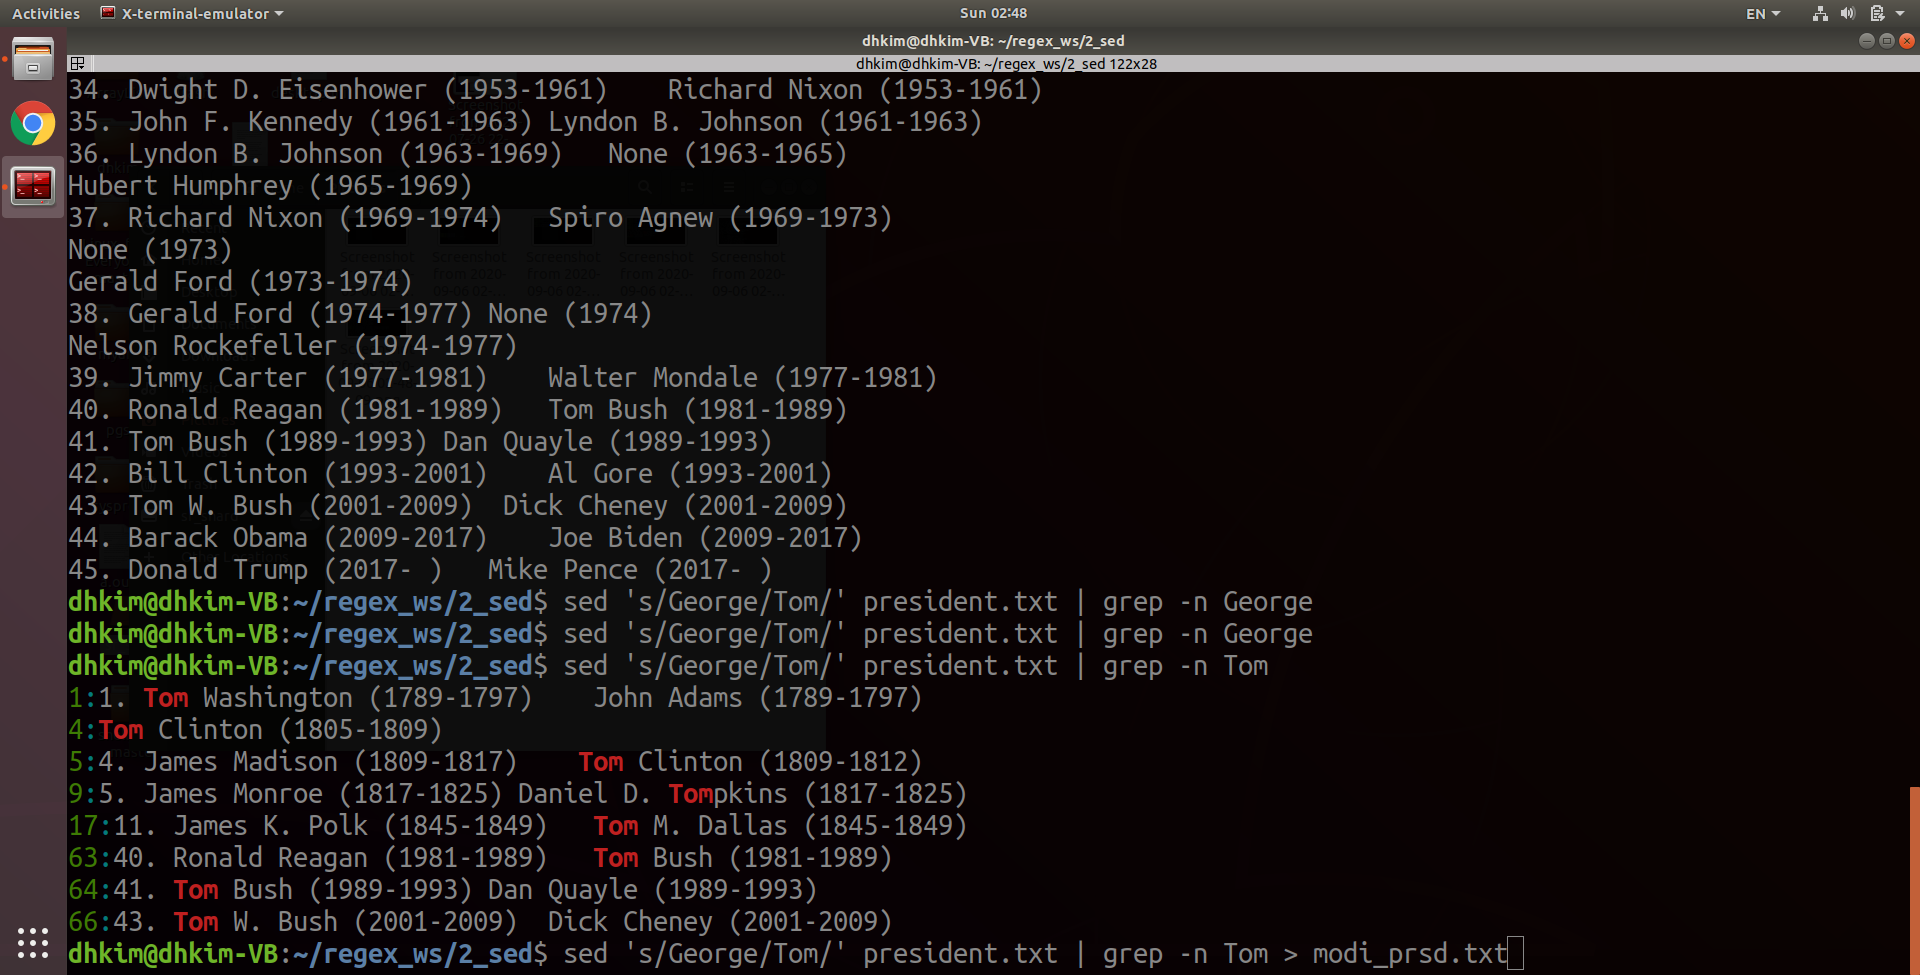 Activities X-terminal-emulator Sun 02:48 EN
dhkim@dhkim-VB: ~/regex_ws/2_sed
dhkim@dhkim-VB: ~/regex_ws/2_sed 122x28
34. Dwight D. Eisenhower (1953-1961)    Richard Nixon (1953-1961)
35. John F. Kennedy (1961-1963) Lyndon B. Johnson (1961-1963)
36. Lyndon B. Johnson (1963-1969)   None (1963-1965)
Hubert Humphrey (1965-1969)
37. Richard Nixon (1969-1974)   Spiro Agnew (1969-1973)
None (1973)
Gerald Ford (1973-1974)
38. Gerald Ford (1974-1977) None (1974)
Nelson Rockefeller (1974-1977)
39. Jimmy Carter (1977-1981)    Walter Mondale (1977-1981)
40. Ronald Reagan (1981-1989)   Tom Bush (1981-1989)
41. Tom Bush (1989-1993) Dan Quayle (1989-1993)
42. Bill Clinton (1993-2001)    Al Gore (1993-2001)
43. Tom W. Bush (2001-2009)  Dick Cheney (2001-2009)
44. Barack Obama (2009-2017)    Joe Biden (2009-2017)
45. Donald Trump (2017- )   Mike Pence (2017- )
dhkim@dhkim-VB:~/regex_ws/2_sed$ sed 's/George/Tom/' president.txt | grep -n George
dhkim@dhkim-VB:~/regex_ws/2_sed$ sed 's/George/Tom/' president.txt | grep -n George
dhkim@dhkim-VB:~/regex_ws/2_sed$ sed 's/George/Tom/' president.txt | grep -n Tom
1:1. Tom Washington (1789-1797)    John Adams (1789-1797)
4:Tom Clinton (1805-1809)
5:4. James Madison (1809-1817)    Tom Clinton (1809-1812)
9:5. James Monroe (1817-1825) Daniel D. Tompkins (1817-1825)
17:11. James K. Polk (1845-1849)   Tom M. Dallas (1845-1849)
63:40. Ronald Reagan (1981-1989)   Tom Bush (1981-1989)
64:41. Tom Bush (1989-1993) Dan Quayle (1989-1993)
66:43. Tom W. Bush (2001-2009)  Dick Cheney (2001-2009)
dhkim@dhkim-VB:~/regex_ws/2_sed$ sed 's/George/Tom/' president.txt | grep -n Tom > modi_prsd.txt